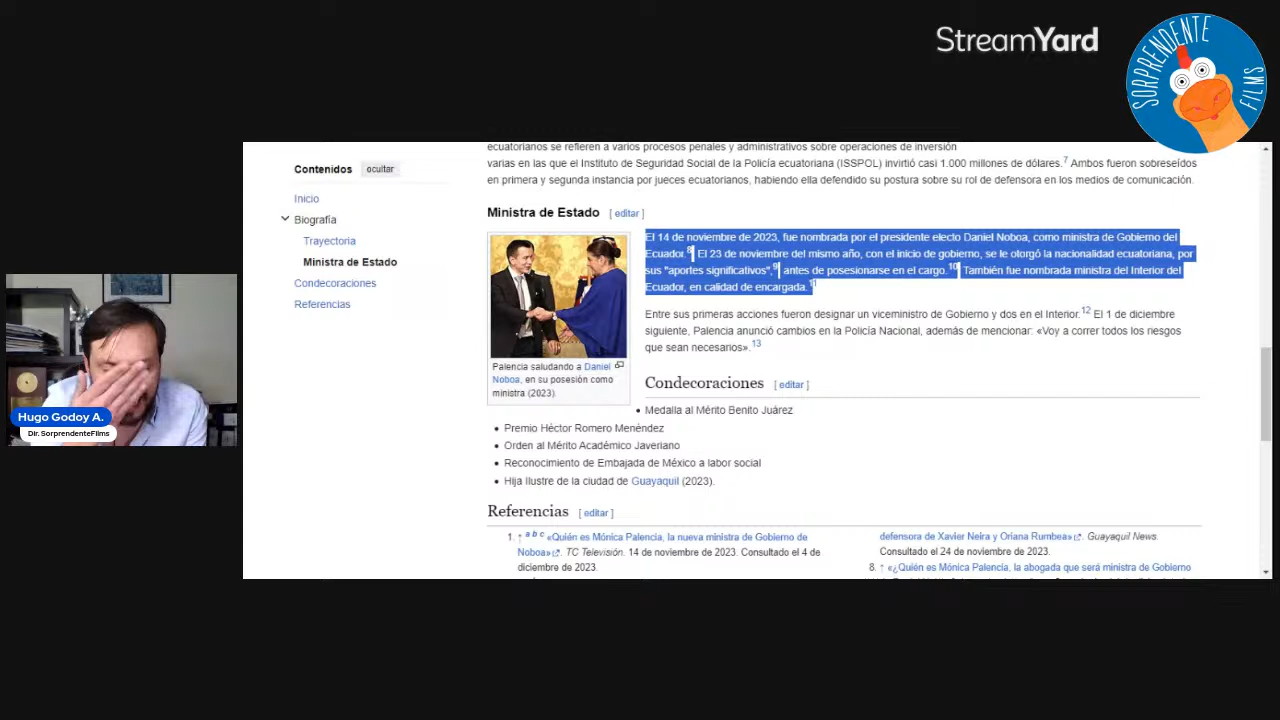 StreamYard
SORPRENDENTE
FILMS
ecuatorianos se refieren a varios procesos penales y administrativos sobre operaciones de inversión
varias en las que el Instituto de Seguridad Social de la Policía ecuatoriana (ISSPOL) invirtió casi 1.000 millones de dólares.7 Ambos fueron sobreseídos
en primera y segunda instancia por jueces ecuatorianos, habiendo ella defendido su postura sobre su rol de defensora en los medios de comunicación.
Contenidos ocultar
Inicio
Biografía
Trayectoria
Ministra de Estado
Condecoraciones
Referencias
Ministra de Estado [ editar ]
El 14 de noviembre de 2023, fue nombrada por el presidente electo Daniel Noboa, como ministra de Gobierno del
Ecuador.8 El 23 de noviembre del mismo año, con el inicio de gobierno, se le otorgó la nacionalidad ecuatoriana, por
sus "aportes significativos",9 antes de posesionarse en el cargo.10 También fue nombrada ministra del Interior del
Ecuador, en calidad de encargada.11
Palencia saludando a Daniel
Noboa, en su posesión como
ministra (2023).
Entre sus primeras acciones fueron designar un viceministro de Gobierno y dos en el Interior.12 El 1 de diciembre
siguiente, Palencia anunció cambios en la Policía Nacional, además de mencionar: «Voy a correr todos los riesgos
que sean necesarios».13
Condecoraciones [ editar ]
• Medalla al Mérito Benito Juárez
• Premio Héctor Romero Menéndez
• Orden al Mérito Académico Javeriano
• Reconocimiento de Embajada de México a labor social
• Hija Ilustre de la ciudad de Guayaquil (2023).
Referencias [ editar ]
1. ↑ a b c «Quién es Mónica Palencia, la nueva ministra de Gobierno de
Noboa». TC Televisión. 14 de noviembre de 2023. Consultado el 4 de
diciembre de 2023.
defensora de Xavier Neira y Oriana Rumbea». Guayaquil News.
Consultado el 24 de noviembre de 2023.
8. ↑ «¿Quién es Mónica Palencia, la abogada que será ministra de Gobierno
Hugo Godoy A.
Dir. SorprendenteFilms